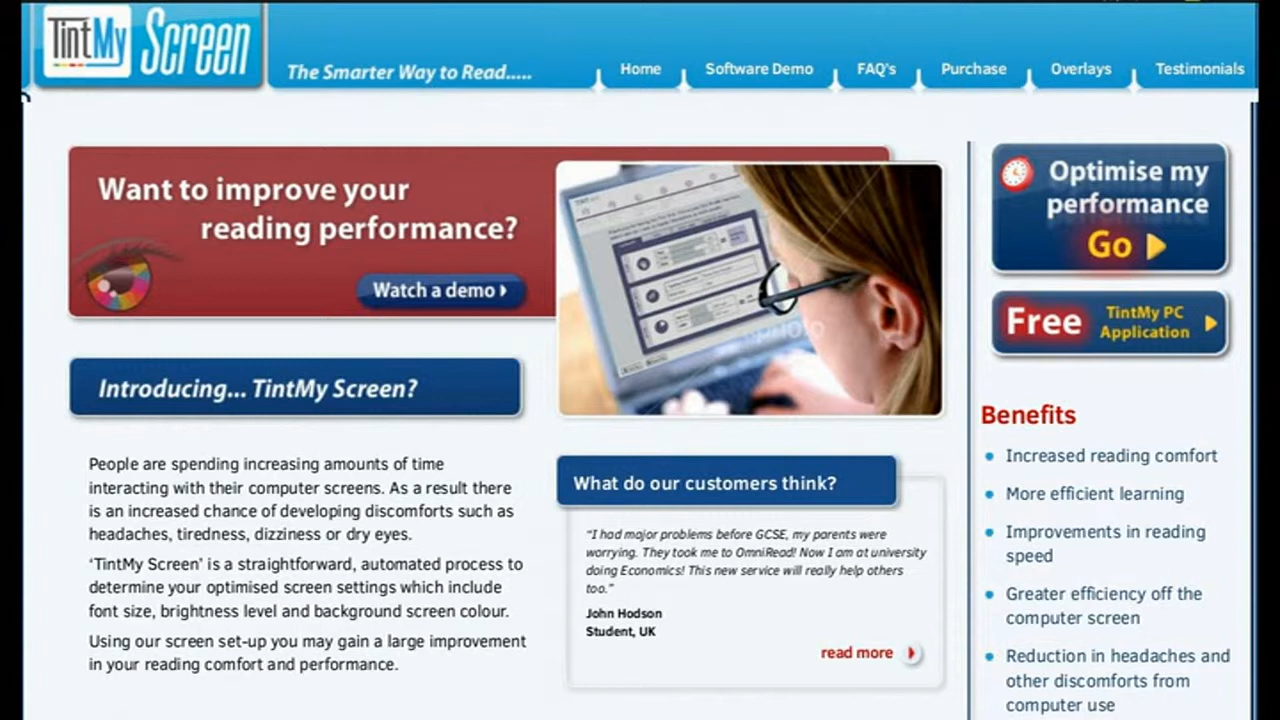 TintMy Screen
The Smarter Way to Read.....
Home
Software Demo
FAQ's
Purchase
Overlays
Testimonials
Want to improve your
reading performance?
Watch a demo
Optimise my
performance
Go
Free
TintMy PC
Application
Introducing... TintMy Screen?
People are spending increasing amounts of time
interacting with their computer screens. As a result there
is an increased chance of developing discomforts such as
headaches, tiredness, dizziness or dry eyes.
‘TintMy Screen’ is a straightforward, automated process to
determine your optimised screen settings which include
font size, brightness level and background screen colour.
Using our screen set-up you may gain a large improvement
in your reading comfort and performance.
What do our customers think?
“I had major problems before GCSE, my parents were
worrying. They took me to OmniRead! Now I am at university
doing Economics! This new service will really help others
too.”
John Hodson
Student, UK
read more
Benefits
Increased reading comfort
More efficient learning
Improvements in reading
speed
Greater efficiency off the
computer screen
Reduction in headaches and
other discomforts from
computer use